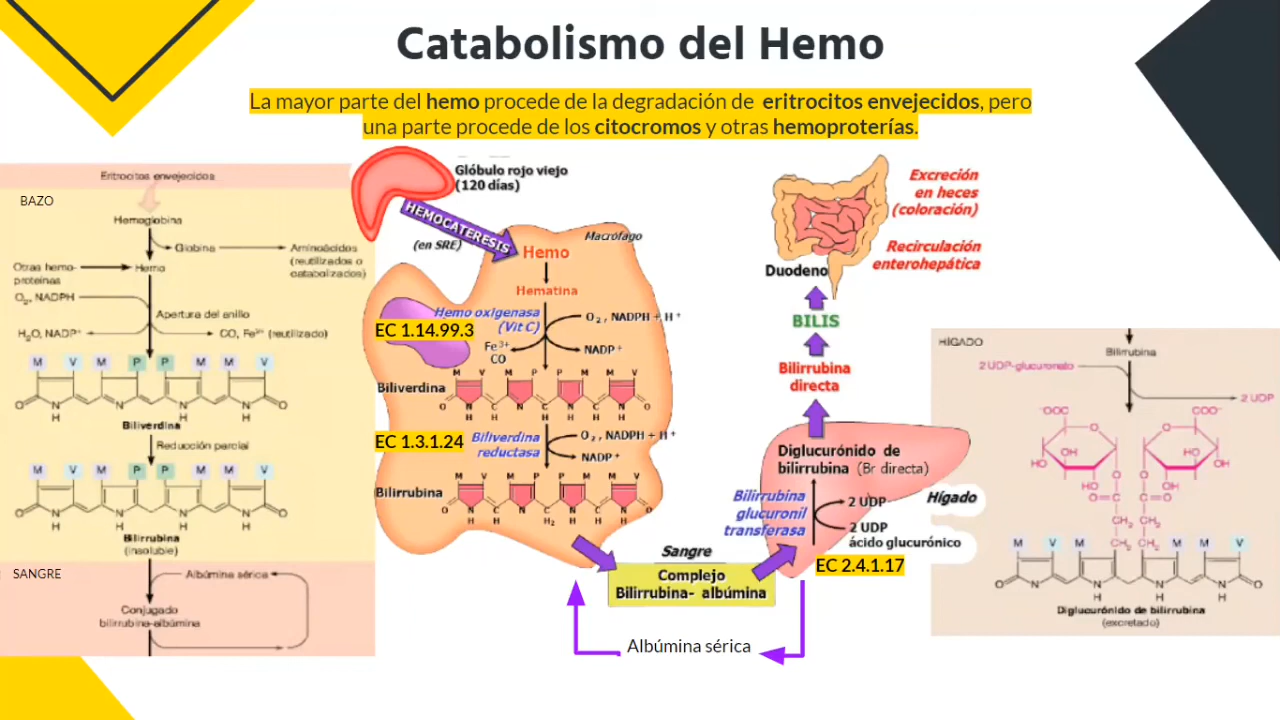 Catabolismo del Hemo
La mayor parte del hemo procede de la degradación de eritrocitos envejecidos, pero
una parte procede de los citocromos y otras hemoproterías.
Eritrocitos envejecidos
BAZO
Hemoglobina
Globina
Aminoácidos
(reutilizados o
catabolizados)
Otras hemo-
proteínas
Hemo
O₂, NADPH
Apertura del anillo
H₂O, NADP⁺
CO, Fe³⁺ (reutilizado)
M V M P P M M V
O N H N N H N H O
Biliverdina
Reducción parcial
M V M P P M M V
O N H N H N H N H O
Bilirrubina
(insoluble)
SANGRE
Albúmina sérica
Conjugado
bilirrubina-albúmina
Glóbulo rojo viejo
(120 días)
HEMOCATERESIS
(en SRE)
Macrófago
Hemo
Hematina
Hemo oxigenasa
(Vit C)
EC 1.14.99.3
O₂, NADPH + H⁺
Fe³⁺
CO
NADP⁺
M V M P P M M V
Biliverdina
O N H C H N C H N H C H N H O
EC 1.3.1.24
Biliverdina
reductasa
O₂, NADPH + H⁺
NADP⁺
M V M P P M M V
Bilirrubina
O N H C H N H C H₂ N H C H N H O
Sangre
Complejo
Bilirrubina- albúmina
Albúmina sérica
Excreción
en heces
(coloración)
Recirculación
enterohepática
Duodeno
BILIS
Bilirrubina
directa
Diglucurónido de
bilirrubina (Br directa)
Bilirrubina
glucuronil
transferasa
2 UDP
2 UDP
ácido glucurónico
Hígado
EC 2.4.1.17
HÍGADO
Bilirrubina
2 UDP-glucuronato
2 UDP
⁻OOC COO⁻
O O
OH HO
HO OH
HO OH
O O
O=C C=O
CH₂ CH₂
M V M CH₂ CH₂ M M V
O N H N H N H N H O
Diglucurónido de bilirrubina
(excretado)